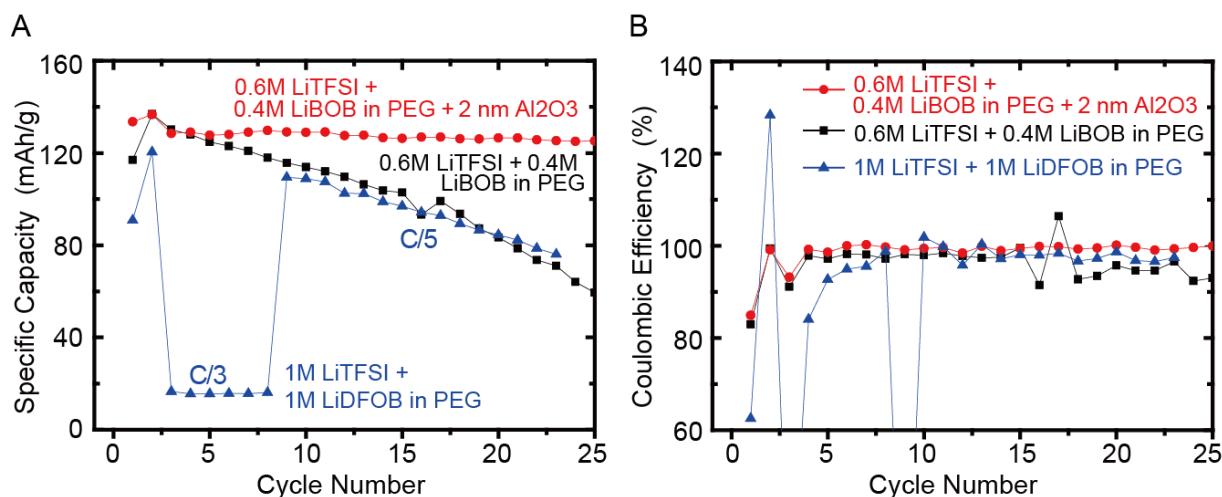 A
160
120
80
40
0
0
5
10
15
20
25
Specific Capacity (mAh/g)
Cycle Number
0.6M LiTFSI +
0.4M LiBOB in PEG + 2 nm Al2O3
0.6M LiTFSI + 0.4M
LiBOB in PEG
C/5
C/3
1M LiTFSI +
1M LiDFOB in PEG
B
140
120
100
80
60
0
5
10
15
20
25
Coulombic Efficiency (%)
Cycle Number
0.6M LiTFSI +
0.4M LiBOB in PEG + 2 nm Al2O3
0.6M LiTFSI + 0.4M LiBOB in PEG
1M LiTFSI + 1M LiDFOB in PEG